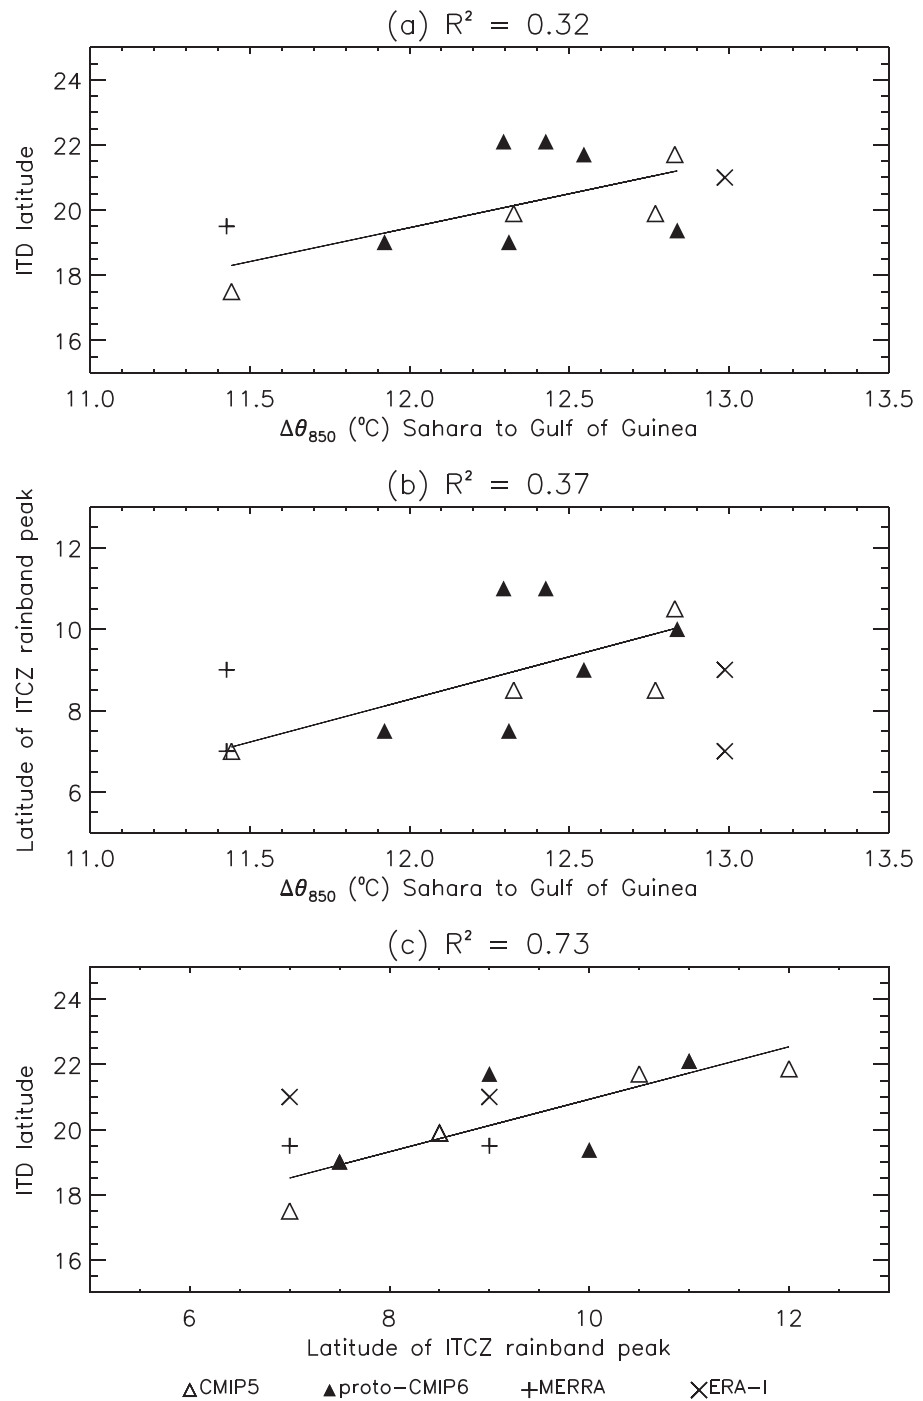 (a) R² = 0.32
24
22
20
18
16
ITD latitude
11.0 11.5 12.0 12.5 13.0 13.5
Δθ₈₅₀ (°C) Sahara to Gulf of Guinea
(b) R² = 0.37
12
10
8
6
Latitude of ITCZ rainband peak
11.0 11.5 12.0 12.5 13.0 13.5
Δθ₈₅₀ (°C) Sahara to Gulf of Guinea
(c) R² = 0.73
24
22
20
18
16
ITD latitude
6 8 10 12
Latitude of ITCZ rainband peak
CMIP5 proto-CMIP6 MERRA ERA-I